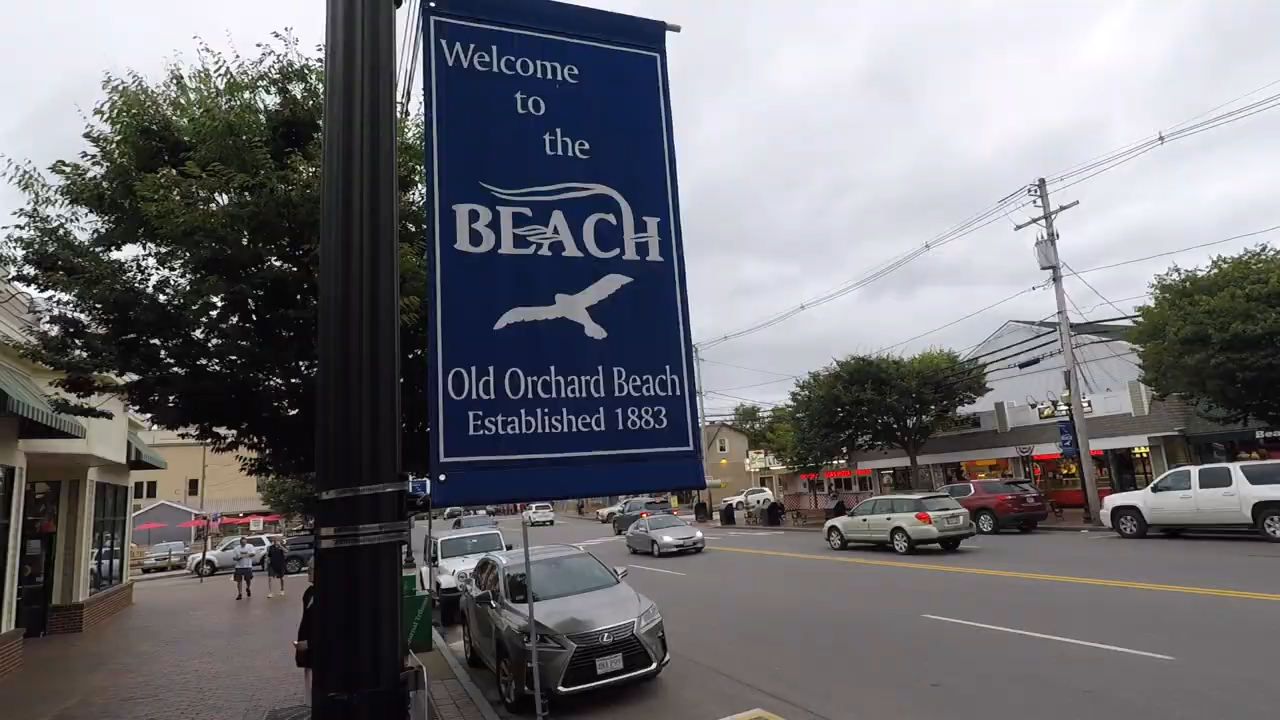 Welcome
to
the
BEACH
Old Orchard Beach
Established 1883